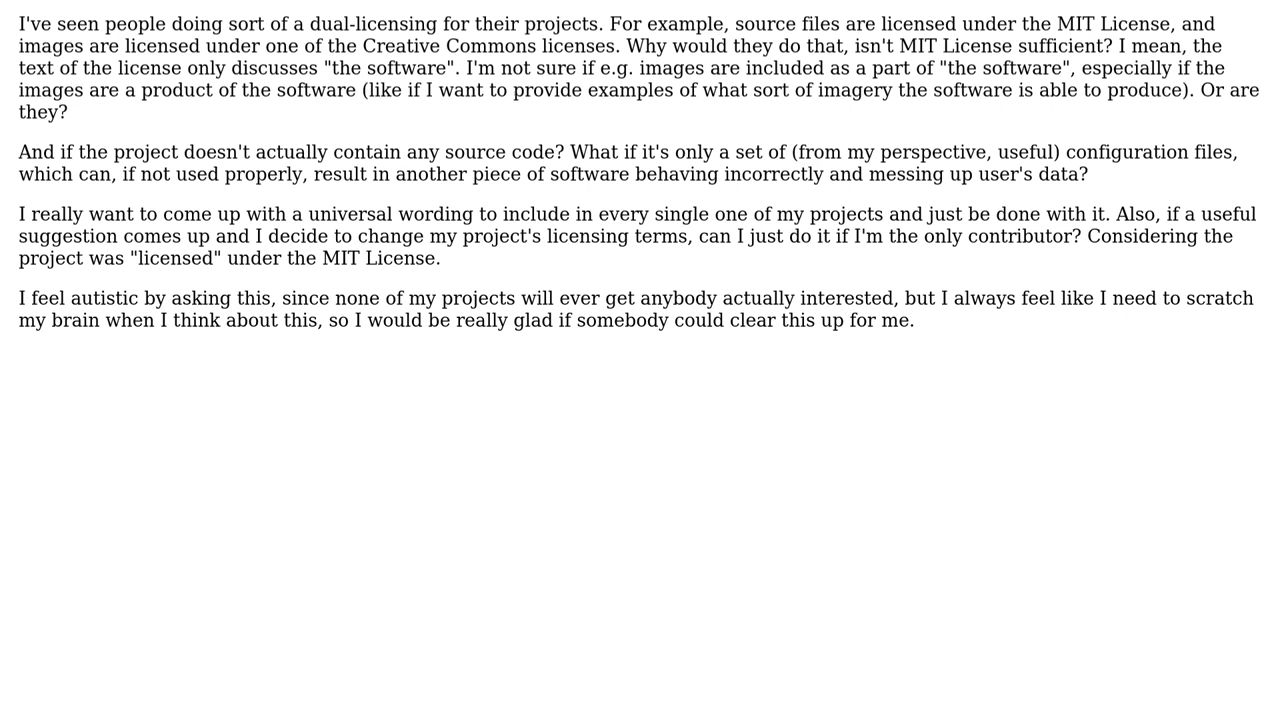 I've seen people doing sort of a dual-licensing for their projects. For example, source files are licensed under the MIT License, and
images are licensed under one of the Creative Commons licenses. Why would they do that, isn't MIT License sufficient? I mean, the
text of the license only discusses "the software". I'm not sure if e.g. images are included as a part of "the software", especially if the
images are a product of the software (like if I want to provide examples of what sort of imagery the software is able to produce). Or are
they?
And if the project doesn't actually contain any source code? What if it's only a set of (from my perspective, useful) configuration files,
which can, if not used properly, result in another piece of software behaving incorrectly and messing up user's data?
I really want to come up with a universal wording to include in every single one of my projects and just be done with it. Also, if a useful
suggestion comes up and I decide to change my project's licensing terms, can I just do it if I'm the only contributor? Considering the
project was "licensed" under the MIT License.
I feel autistic by asking this, since none of my projects will ever get anybody actually interested, but I always feel like I need to scratch
my brain when I think about this, so I would be really glad if somebody could clear this up for me.